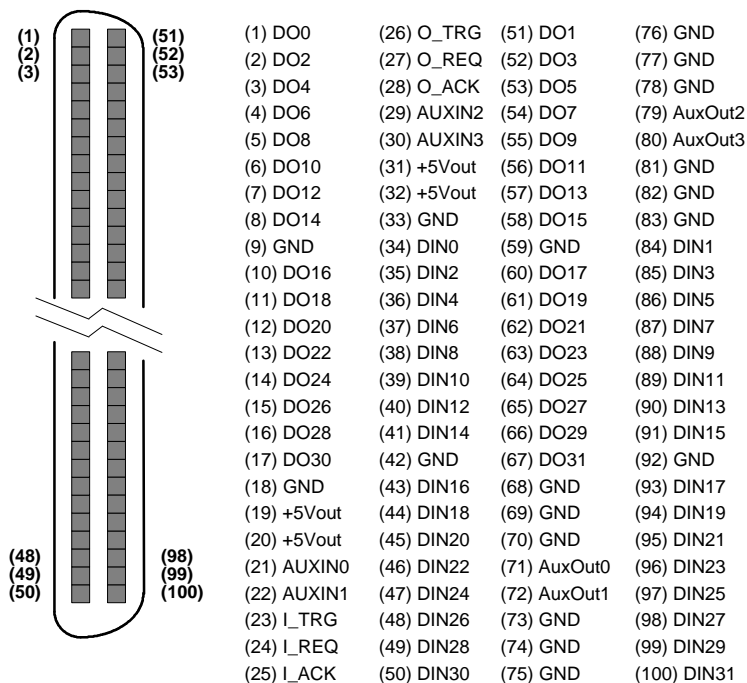 (1) (51)
(2) (52)
(3) (53)
(48) (98)
(49) (99)
(50) (100)
(1) DO0 (26) O_TRG (51) DO1 (76) GND
(2) DO2 (27) O_REQ (52) DO3 (77) GND
(3) DO4 (28) O_ACK (53) DO5 (78) GND
(4) DO6 (29) AUXIN2 (54) DO7 (79) AuxOut2
(5) DO8 (30) AUXIN3 (55) DO9 (80) AuxOut3
(6) DO10 (31) +5Vout (56) DO11 (81) GND
(7) DO12 (32) +5Vout (57) DO13 (82) GND
(8) DO14 (33) GND (58) DO15 (83) GND
(9) GND (34) DIN0 (59) GND (84) DIN1
(10) DO16 (35) DIN2 (60) DO17 (85) DIN3
(11) DO18 (36) DIN4 (61) DO19 (86) DIN5
(12) DO20 (37) DIN6 (62) DO21 (87) DIN7
(13) DO22 (38) DIN8 (63) DO23 (88) DIN9
(14) DO24 (39) DIN10 (64) DO25 (89) DIN11
(15) DO26 (40) DIN12 (65) DO27 (90) DIN13
(16) DO28 (41) DIN14 (66) DO29 (91) DIN15
(17) DO30 (42) GND (67) DO31 (92) GND
(18) GND (43) DIN16 (68) GND (93) DIN17
(19) +5Vout (44) DIN18 (69) GND (94) DIN19
(20) +5Vout (45) DIN20 (70) GND (95) DIN21
(21) AUXIN0 (46) DIN22 (71) AuxOut0 (96) DIN23
(22) AUXIN1 (47) DIN24 (72) AuxOut1 (97) DIN25
(23) I_TRG (48) DIN26 (73) GND (98) DIN27
(24) I_REQ (49) DIN28 (74) GND (99) DIN29
(25) I_ACK (50) DIN30 (75) GND (100) DIN31